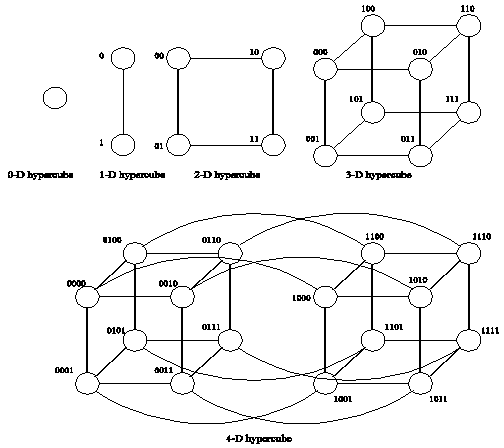 100 110
0 00 10 000 010
101 111
1 01 11 001 011
0-D hypercube 1-D hypercube 2-D hypercube 3-D hypercube
0100 0110 1100 1110
0000 0010 1000 1010
0101 0111 1101 1111
0001 0011 1001 1011
4-D hypercube